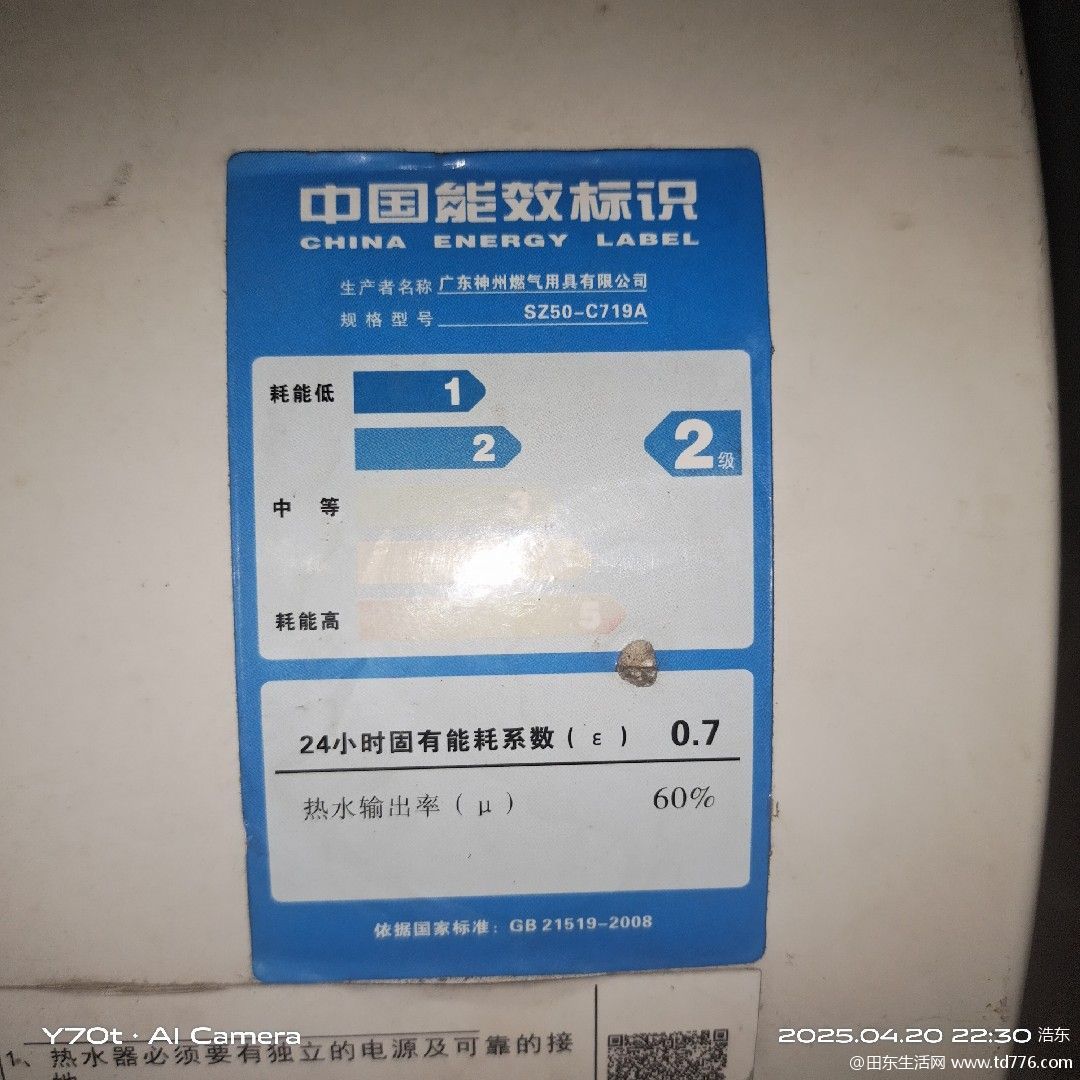 中国能效标识
CHINA ENERGY LABEL
生产者名称 广东神州燃气用具有限公司
规格型号 SZ50-C719A
耗能低 1
2 2级
中 等 3
耗能高 5
24小时固有能耗系数(ε) 0.7
热水输出率(μ) 60%
依据国家标准：GB 21519-2008
1、热水器必须要有独立的电源及可靠的接
Y70t · AI Camera
2025.04.20 22:30 浩东
@田东生活网 www.td776.com